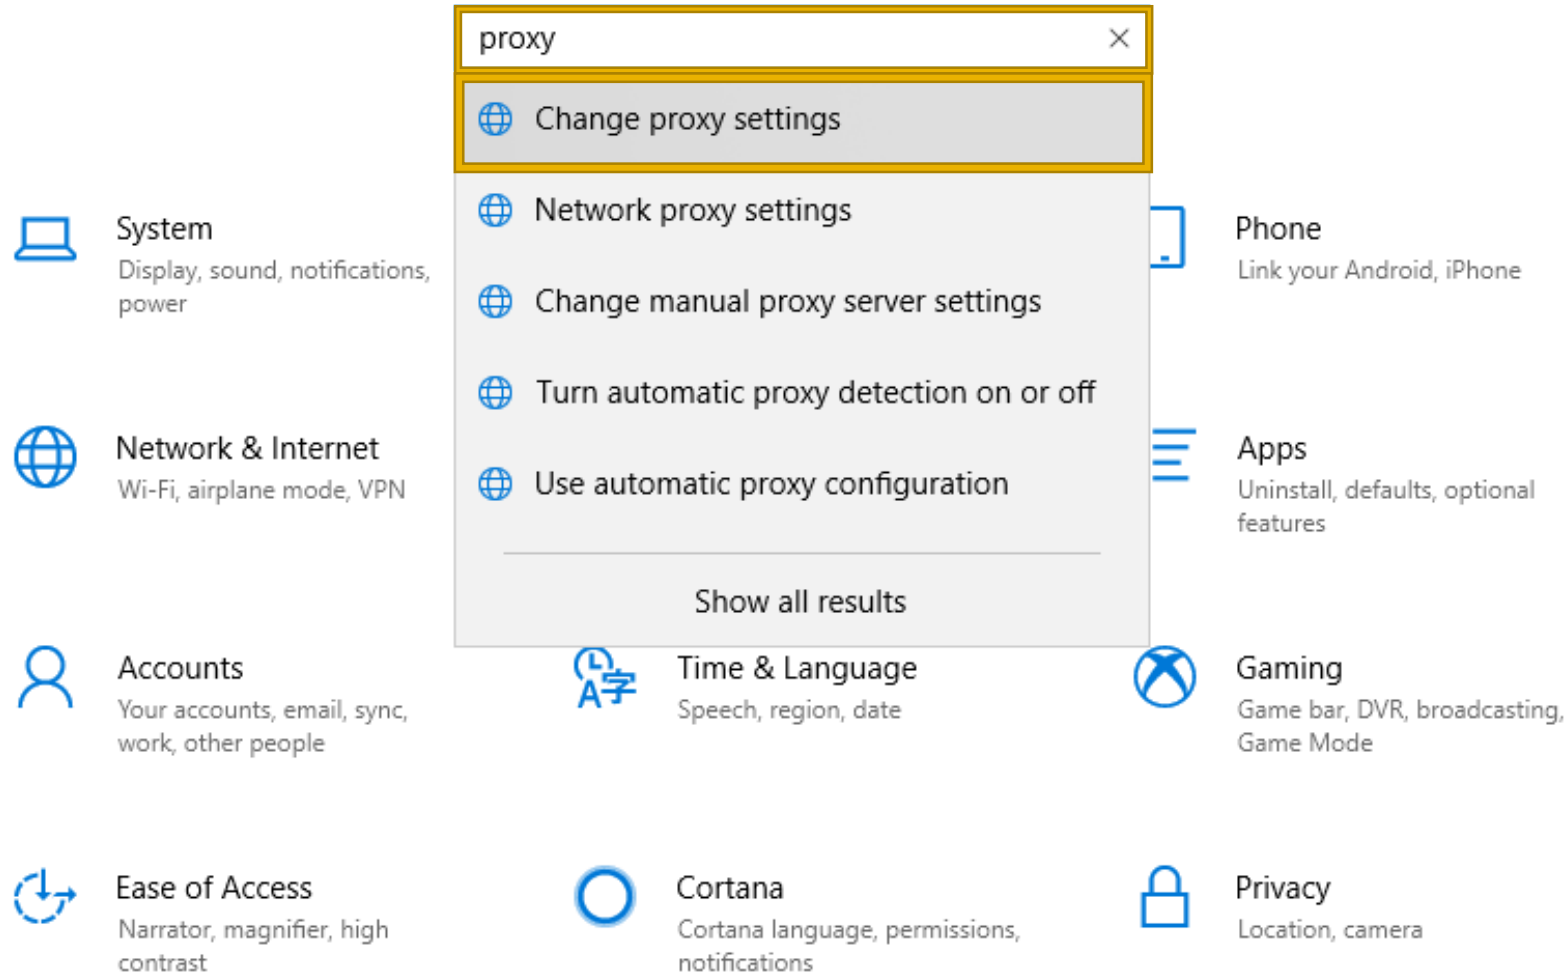 proxy
Change proxy settings
Network proxy settings
Change manual proxy server settings
Turn automatic proxy detection on or off
Use automatic proxy configuration
Show all results
System
Display, sound, notifications,
power
Phone
Link your Android, iPhone
Network & Internet
Wi-Fi, airplane mode, VPN
Apps
Uninstall, defaults, optional
features
Accounts
Your accounts, email, sync,
work, other people
Time & Language
Speech, region, date
Gaming
Game bar, DVR, broadcasting,
Game Mode
Ease of Access
Narrator, magnifier, high
contrast
Cortana
Cortana language, permissions,
notifications
Privacy
Location, camera